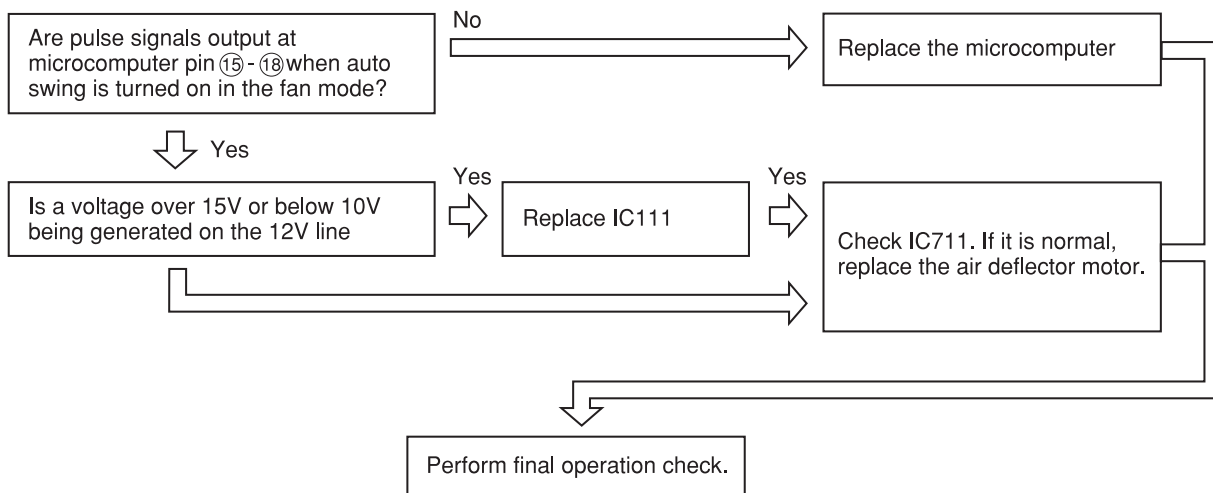 Are pulse signals output at
microcomputer pin ⑮ - ⑱ when auto
swing is turned on in the fan mode?
No
Replace the microcomputer
Yes
Is a voltage over 15V or below 10V
being generated on the 12V line
Yes
Replace IC111
Yes
Check IC711. If it is normal,
replace the air deflector motor.
Perform final operation check.